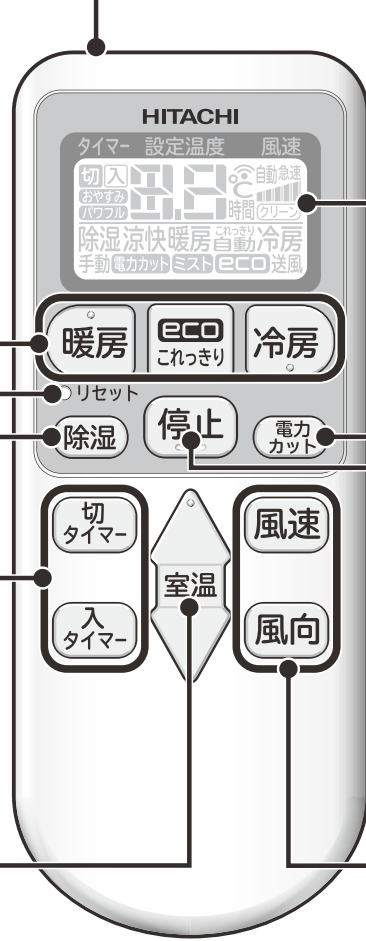 HITACHI
タイマー 設定温度 風速
切 入 自動 急速
おやすみ
パワフル 時間 クリーン
除湿 涼快 暖房 これっきり自動 冷房
手動 電力カット ミスト eco 送風
暖房 eco これっきり 冷房
リセット
除湿 停止 電力カット
切タイマー 風速
室温
入タイマー 風向